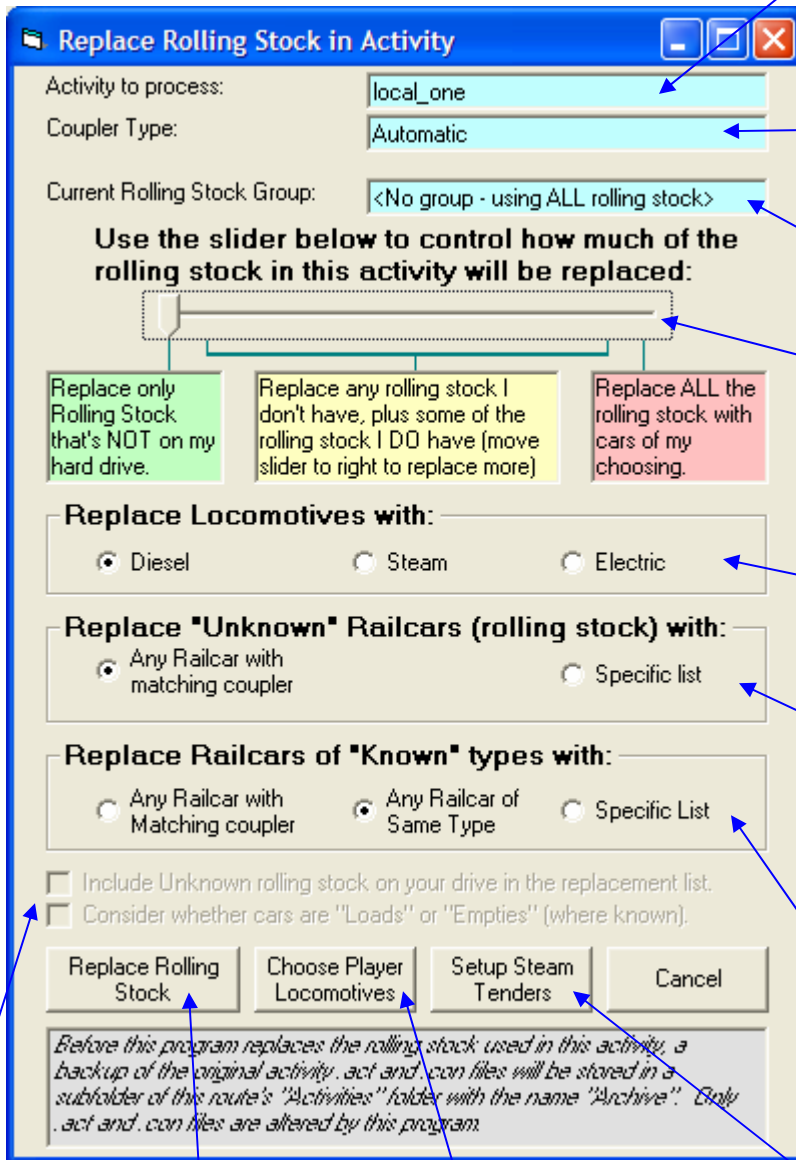 Replace Rolling Stock in Activity
Activity to process:
local_one
Coupler Type:
Automatic
Current Rolling Stock Group:
<No group - using ALL rolling stock>
Use the slider below to control how much of the
rolling stock in this activity will be replaced:
Replace only
Rolling Stock
that's NOT on my
hard drive.
Replace any rolling stock I
don't have, plus some of the
rolling stock I DO have (move
slider to right to replace more)
Replace ALL the
rolling stock with
cars of my
choosing.
Replace Locomotives with:
Diesel
Steam
Electric
Replace "Unknown" Railcars (rolling stock) with:
Any Railcar with
matching coupler
Specific list
Replace Railcars of "Known" types with:
Any Railcar with
Matching coupler
Any Railcar of
Same Type
Specific List
Include Unknown rolling stock on your drive in the replacement list.
Consider whether cars are "Loads" or "Empties" (where known).
Replace Rolling
Stock
Choose Player
Locomotives
Setup Steam
Tenders
Cancel
Before this program replaces the rolling stock used in this activity, a
backup of the original activity .act and .con files will be stored in a
subfolder of this route's "Activities" folder with the name "Archive". Only
.act and .con files are altered by this program.